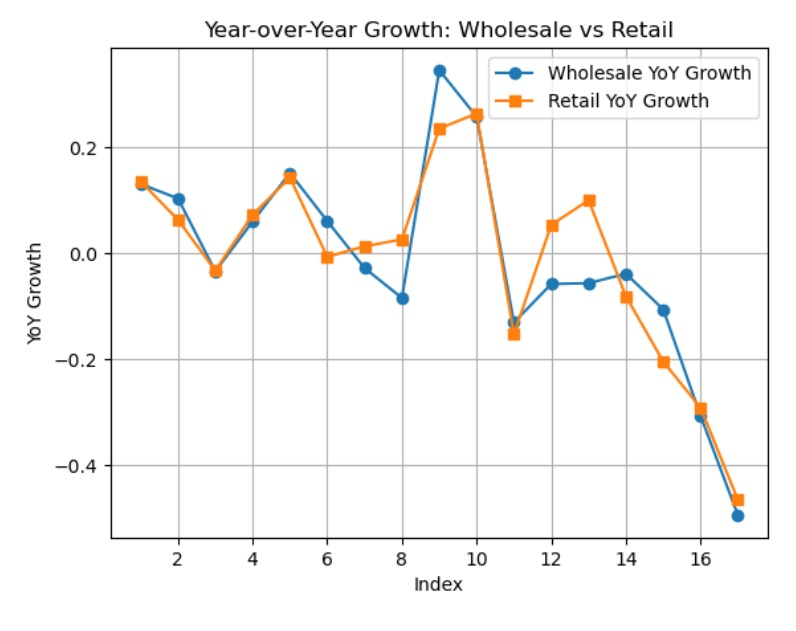 Year-over-Year Growth: Wholesale vs Retail
Wholesale YoY Growth
Retail YoY Growth
YoY Growth
0.2
0.0
−0.2
−0.4
2 4 6 8 10 12 14 16
Index